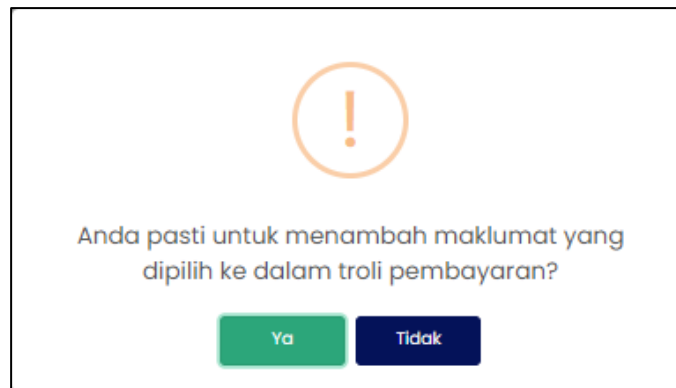 !
Anda pasti untuk menambah maklumat yang
dipilih ke dalam troli pembayaran?
Ya Tidak